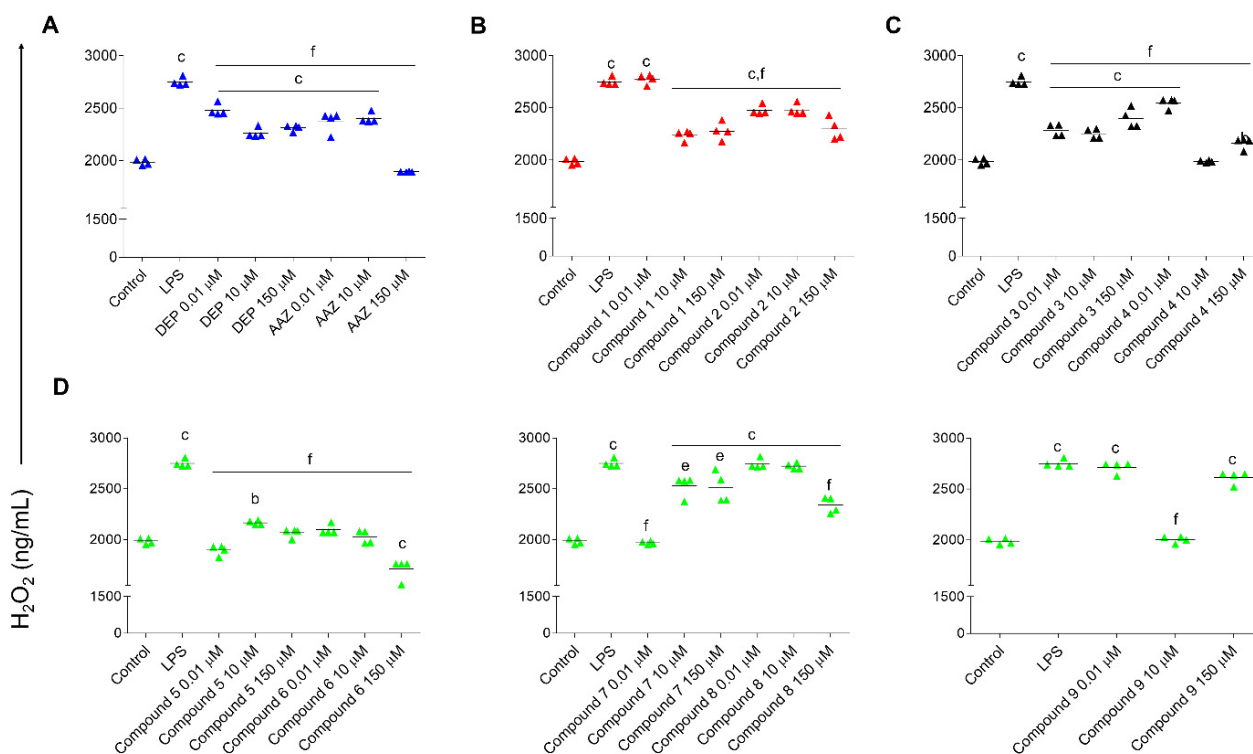 A
B
C
H₂O₂ (ng/mL)
c
f
c
3000
2500
2000
1500
0
Control
LPS
DEP 0.01 µM
DEP 10 µM
DEP 150 µM
AAZ 0.01 µM
AAZ 10 µM
AAZ 150 µM
c
c
c,f
3000
2500
2000
1500
0
Control
LPS
Compound 1 0.01 µM
Compound 1 10 µM
Compound 1 150 µM
Compound 2 0.01 µM
Compound 2 10 µM
Compound 2 150 µM
c
f
c
b
3000
2500
2000
1500
0
Control
LPS
Compound 3 0.01 µM
Compound 3 10 µM
Compound 3 150 µM
Compound 4 0.01 µM
Compound 4 10 µM
Compound 4 150 µM
D
c
f
b
c
3000
2500
2000
1500
0
Control
LPS
Compound 5 0.01 µM
Compound 5 10 µM
Compound 5 150 µM
Compound 6 0.01 µM
Compound 6 10 µM
Compound 6 150 µM
c
c
e
e
f
f
3000
2500
2000
1500
0
Control
LPS
Compound 7 0.01 µM
Compound 7 10 µM
Compound 7 150 µM
Compound 8 0.01 µM
Compound 8 10 µM
Compound 8 150 µM
c
c
c
f
3000
2500
2000
1500
0
Control
LPS
Compound 9 0.01 µM
Compound 9 10 µM
Compound 9 150 µM